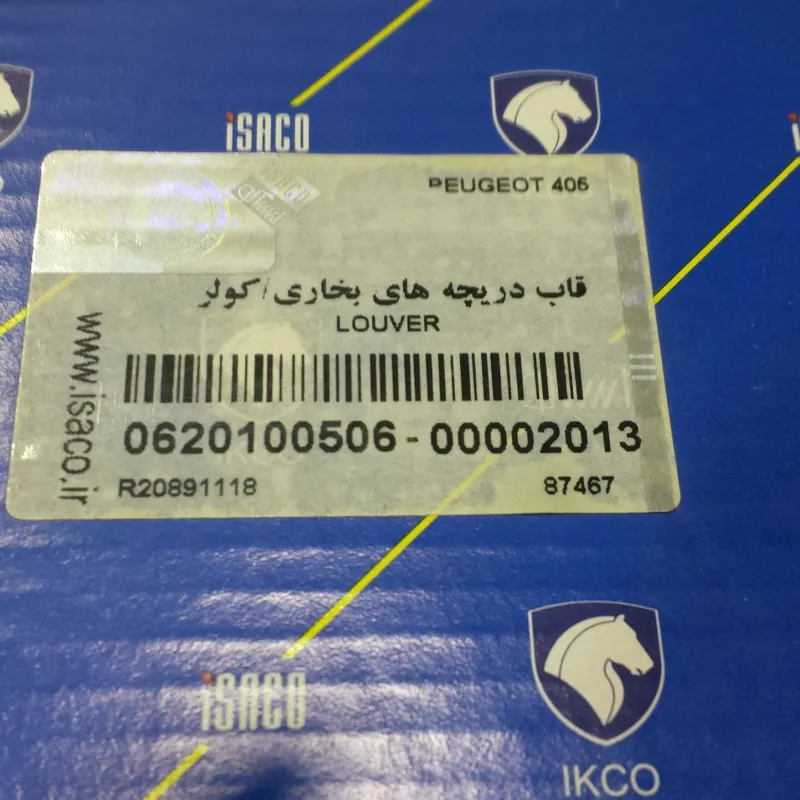 iSACO
PEUGEOT 405
قاب دریچه های بخاری/کولر
LOUVER
www.isaco.ir
0620100506-00002013
R20891118
87467
iSACO
IKCO